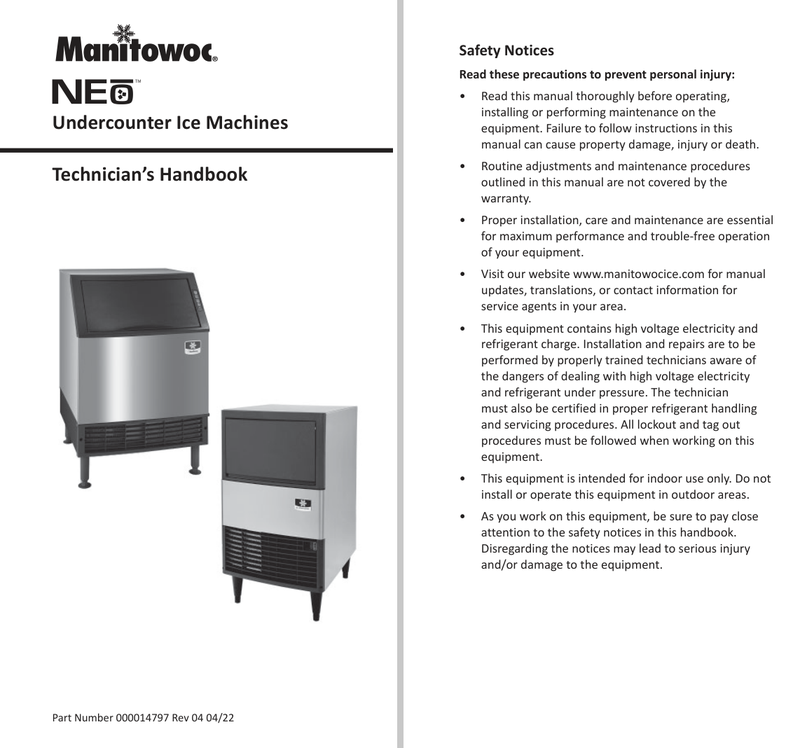 Manitowoc®
NEO™
Undercounter Ice Machines
Technician's Handbook
Part Number 000014797 Rev 04 04/22
Safety Notices
Read these precautions to prevent personal injury:
• Read this manual thoroughly before operating,
installing or performing maintenance on the
equipment. Failure to follow instructions in this
manual can cause property damage, injury or death.
• Routine adjustments and maintenance procedures
outlined in this manual are not covered by the
warranty.
• Proper installation, care and maintenance are essential
for maximum performance and trouble-free operation
of your equipment.
• Visit our website www.manitowocice.com for manual
updates, translations, or contact information for
service agents in your area.
• This equipment contains high voltage electricity and
refrigerant charge. Installation and repairs are to be
performed by properly trained technicians aware of
the dangers of dealing with high voltage electricity
and refrigerant under pressure. The technician
must also be certified in proper refrigerant handling
and servicing procedures. All lockout and tag out
procedures must be followed when working on this
equipment.
• This equipment is intended for indoor use only. Do not
install or operate this equipment in outdoor areas.
• As you work on this equipment, be sure to pay close
attention to the safety notices in this handbook.
Disregarding the notices may lead to serious injury
and/or damage to the equipment.